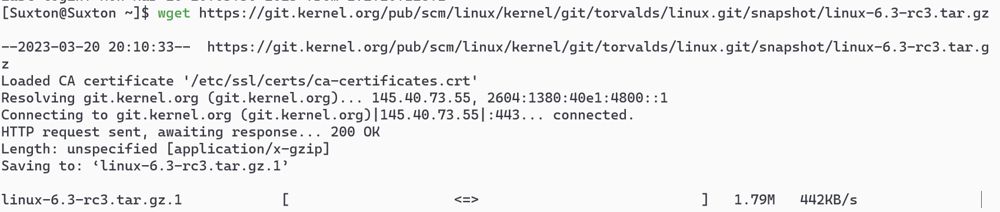 [Suxton@Suxton ~]$ wget https://git.kernel.org/pub/scm/linux/kernel/git/torvalds/linux.git/snapshot/linux-6.3-rc3.tar.gz
--2023-03-20 20:10:33--  https://git.kernel.org/pub/scm/linux/kernel/git/torvalds/linux.git/snapshot/linux-6.3-rc3.tar.g
z
Loaded CA certificate '/etc/ssl/certs/ca-certificates.crt'
Resolving git.kernel.org (git.kernel.org)... 145.40.73.55, 2604:1380:40e1:4800::1
Connecting to git.kernel.org (git.kernel.org)|145.40.73.55|:443... connected.
HTTP request sent, awaiting response... 200 OK
Length: unspecified [application/x-gzip]
Saving to: ‘linux-6.3-rc3.tar.gz.1’
linux-6.3-rc3.tar.gz.1 [ <=> ] 1.79M 442KB/s